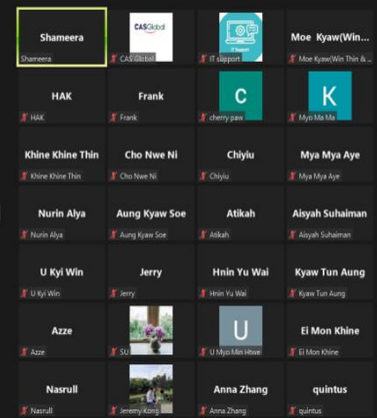 Shameera
Shameera
CASGlobal
CAS Global
IT Support
IT support
Moe Kyaw(Win...
Moe Kyaw(Win Thin & ...
HAK
HAK
Frank
Frank
C
cherry paw
K
Myo Ma Ma
Khine Khine Thin
Khine Khine Thin
Cho Nwe Ni
Cho Nwe Ni
Chiyiu
Chiyiu
Mya Mya Aye
Mya Mya Aye
Nurin Alya
Nurin Alya
Aung Kyaw Soe
Aung Kyaw Soe
Atikah
Atikah
Aisyah Suhaiman
Aisyah Suhaiman
U Kyi Win
U Kyi Win
Jerry
Jerry
Hnin Yu Wai
Hnin Yu Wai
Kyaw Tun Aung
Kyaw Tun Aung
Azze
Azze
SU
U
U Myo Min Htwe
Ei Mon Khine
Ei Mon Khine
Nasrull
Nasrull
Jeremy Kong
Anna Zhang
Anna Zhang
quintus
quintus